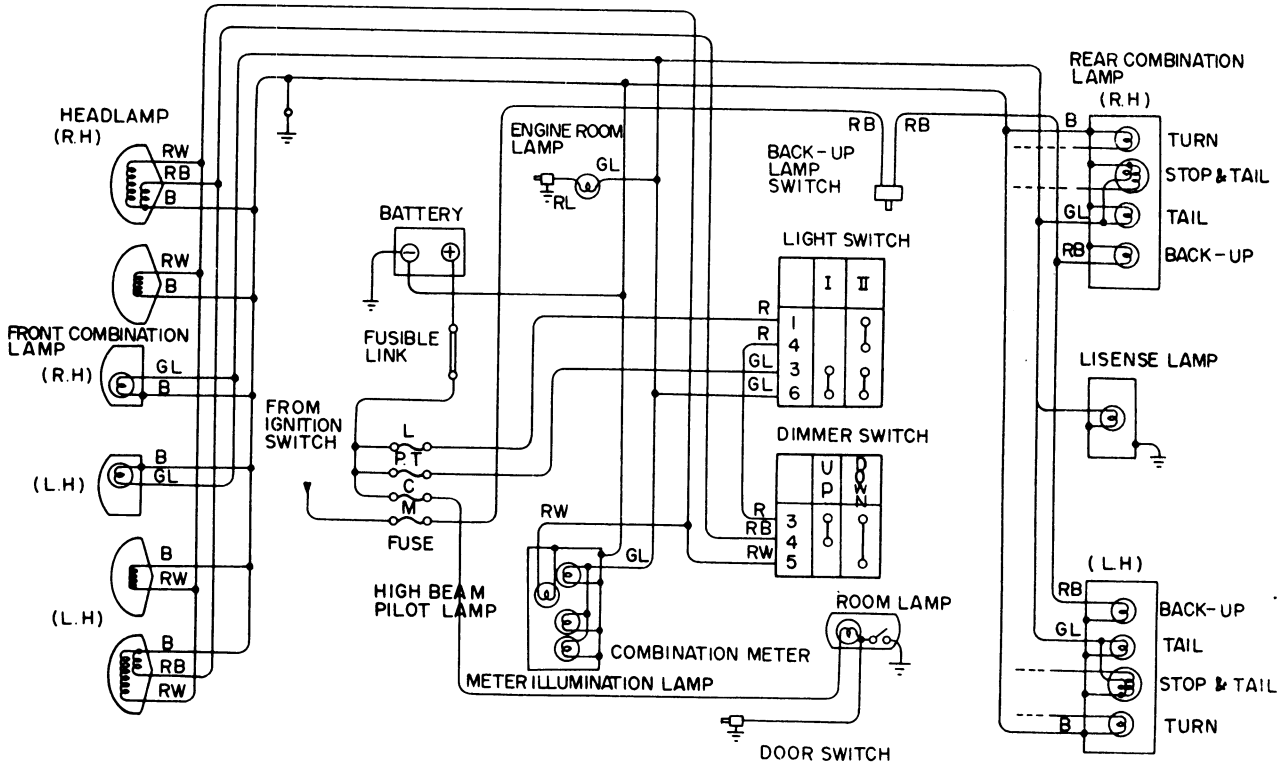 HEADLAMP
(R.H)
RW
RB
B
RW
B
FRONT COMBINATION
LAMP
(R.H)
GL
B
(L.H)
B
GL
B
RW
(L.H)
B
RB
RW
ENGINE ROOM
LAMP
GL
RL
BATTERY
− +
FUSIBLE
LINK
FROM
IGNITION
SWITCH
L
P.T
C
M
FUSE
HIGH BEAM
PILOT LAMP
RW
GL
COMBINATION METER
METER ILLUMINATION LAMP
RB
RB
BACK-UP
LAMP
SWITCH
LIGHT SWITCH
I II
R 1
R 4
GL 3
GL 6
DIMMER SWITCH
UP DOWN
R 3
RB 4
RW 5
ROOM LAMP
DOOR SWITCH
REAR COMBINATION
LAMP
(R.H)
B
TURN
STOP & TAIL
GL
TAIL
RB
BACK-UP
LISENSE LAMP
(L.H)
RB
BACK-UP
GL
TAIL
STOP & TAIL
B
TURN